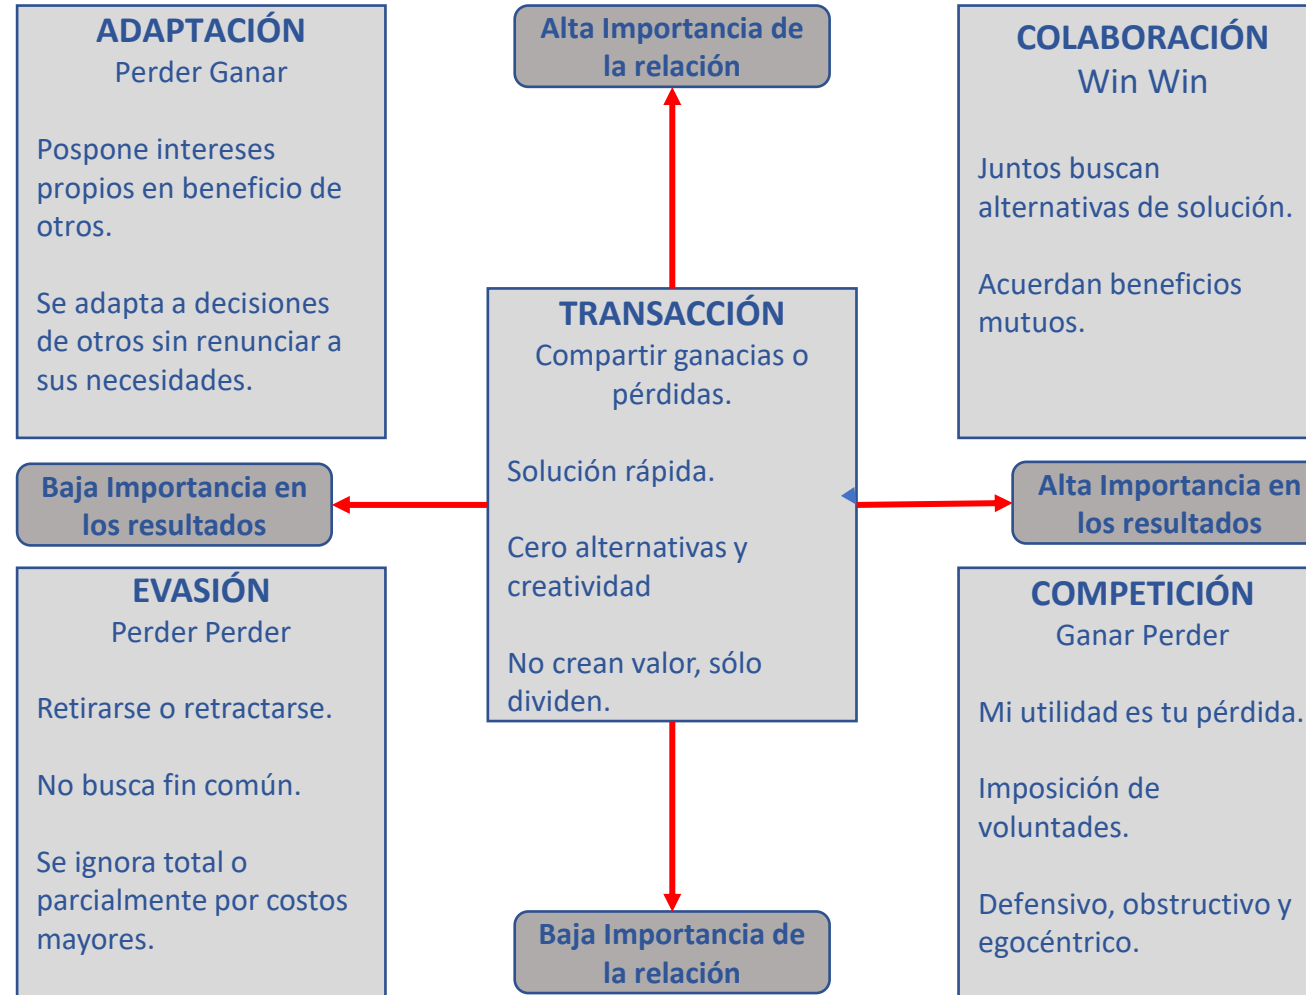 ADAPTACIÓN
Perder Ganar
Pospone intereses
propios en beneficio de
otros.
Se adapta a decisiones
de otros sin renunciar a
sus necesidades.
Alta Importancia de
la relación
COLABORACIÓN
Win Win
Juntos buscan
alternativas de solución.
Acuerdan beneficios
mutuos.
TRANSACCIÓN
Compartir ganacias o
pérdidas.
Solución rápida.
Cero alternativas y
creatividad
No crean valor, sólo
dividen.
Baja Importancia en
los resultados
Alta Importancia en
los resultados
EVASIÓN
Perder Perder
Retirarse o retractarse.
No busca fin común.
Se ignora total o
parcialmente por costos
mayores.
Baja Importancia de
la relación
COMPETICIÓN
Ganar Perder
Mi utilidad es tu pérdida.
Imposición de
voluntades.
Defensivo, obstructivo y
egocéntrico.